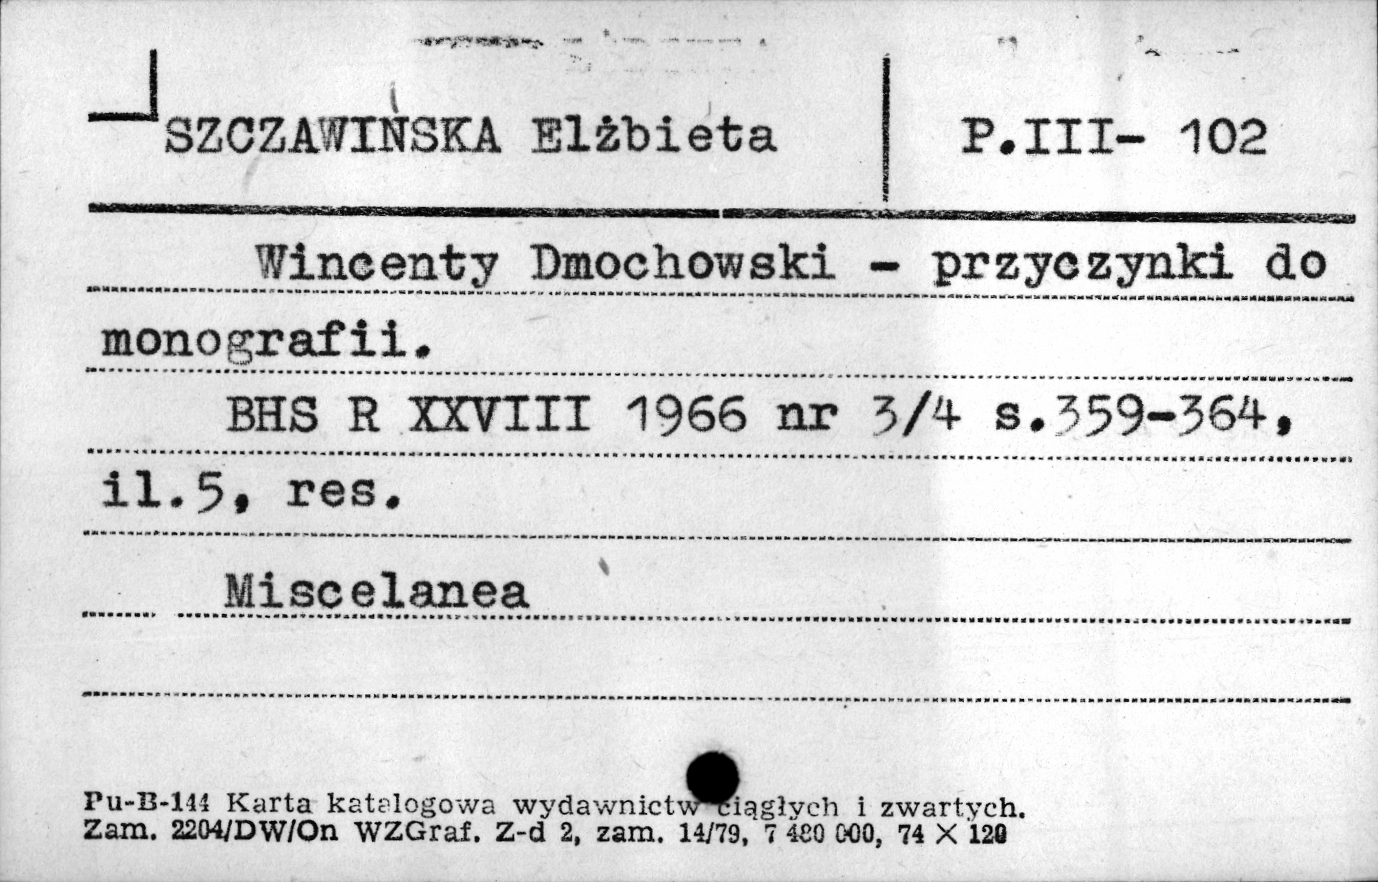 SZCZAWIŃSKA Elżbieta P.III- 102
Wincenty Dmochowski - przyczynki do
monografii.
BHS R XXVIII 1966 nr 3/4 s.359-364,
il.5, res.
Miscelanea
Pu-B-144 Karta katalogowa wydawnictw ciągłych i zwartych.
Zam. 2204/DW/On WZGraf. Z-d 2, zam. 14/79, 7 480 000, 74 X 120